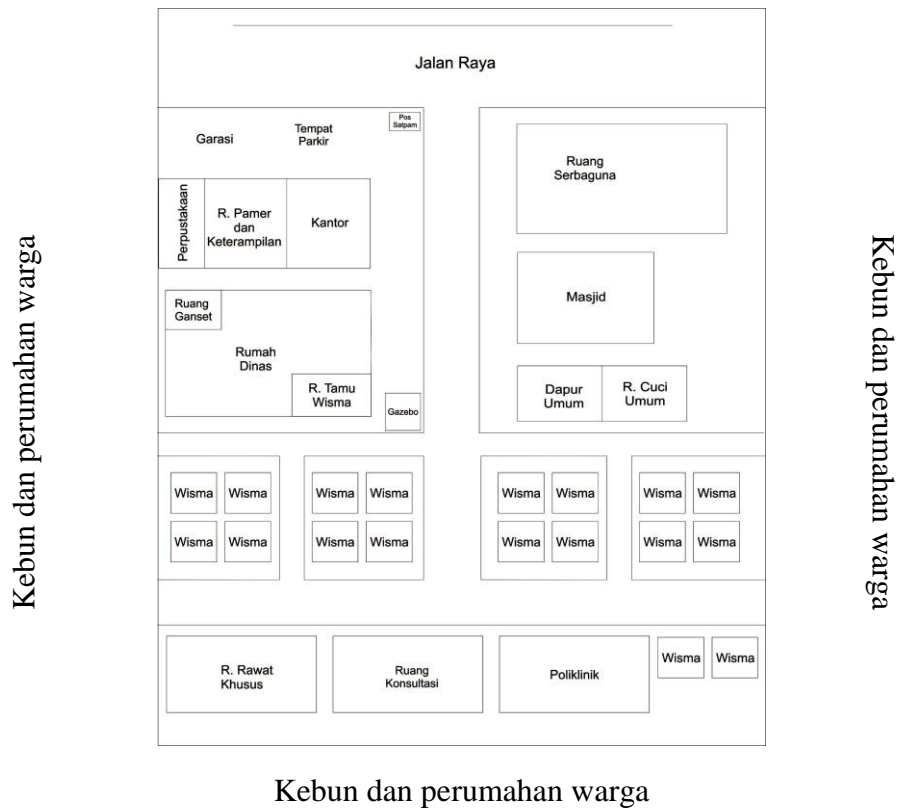 Jalan Raya
Pos
Satpam
Garasi
Tempat
Parkir
Ruang
Serbaguna
Perpustakaan
R. Pamer
dan
Keterampilan
Kantor
Masjid
Ruang
Ganset
Rumah
Dinas
R. Tamu
Wisma
Gazebo
Dapur
Umum
R. Cuci
Umum
Wisma Wisma Wisma Wisma Wisma Wisma Wisma Wisma
Wisma Wisma Wisma Wisma Wisma Wisma Wisma Wisma
R. Rawat
Khusus
Ruang
Konsultasi
Poliklinik
Wisma Wisma
Kebun dan perumahan warga
Kebun dan perumahan warga
Kebun dan perumahan warga